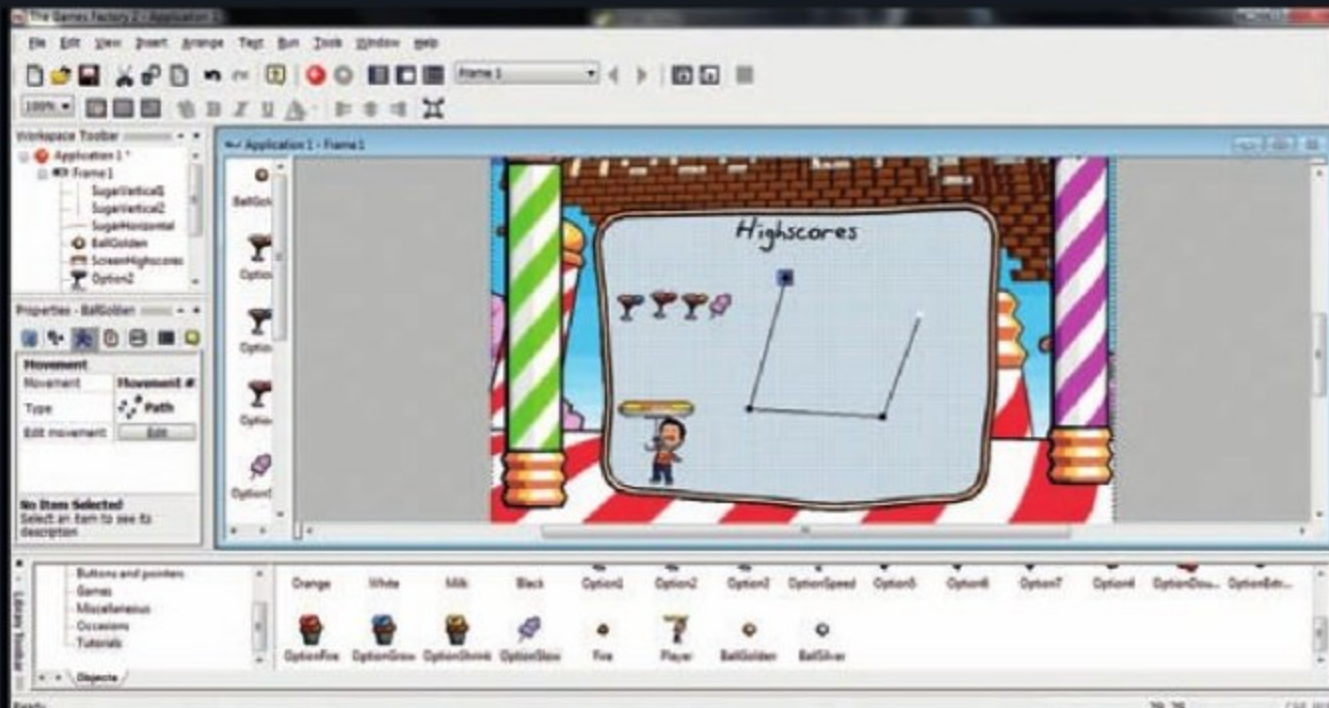 The Games Factory 2 - Application 1
File Edit View Insert Arrange Text Run Tools Window Help
Frame 1
100%
Workspace Toolbar
Application 1 *
Frame 1
SugarVertical1
SugarVertical2
SugarHorizontal
BallGolden
ScreenHighscores
Option2
Application 1 - Frame 1
Highscores
Properties - BallGolden
Movement
Movement Movement #
Type Path
Edit movement Edit
No Item Selected
Select an item to see its
description
Library Toolbar
Buttons and pointers
Games
Miscellaneous
Occasions
Tutorials
Orange White Milk Black Option1 Option2 Option3 OptionSpeed Option5 Option6 Option7 Option4 OptionDou... OptionExtr...
OptionFire OptionGrow OptionShrink OptionSlow Fire Player BallGolden BallSilver
Objects
Ready